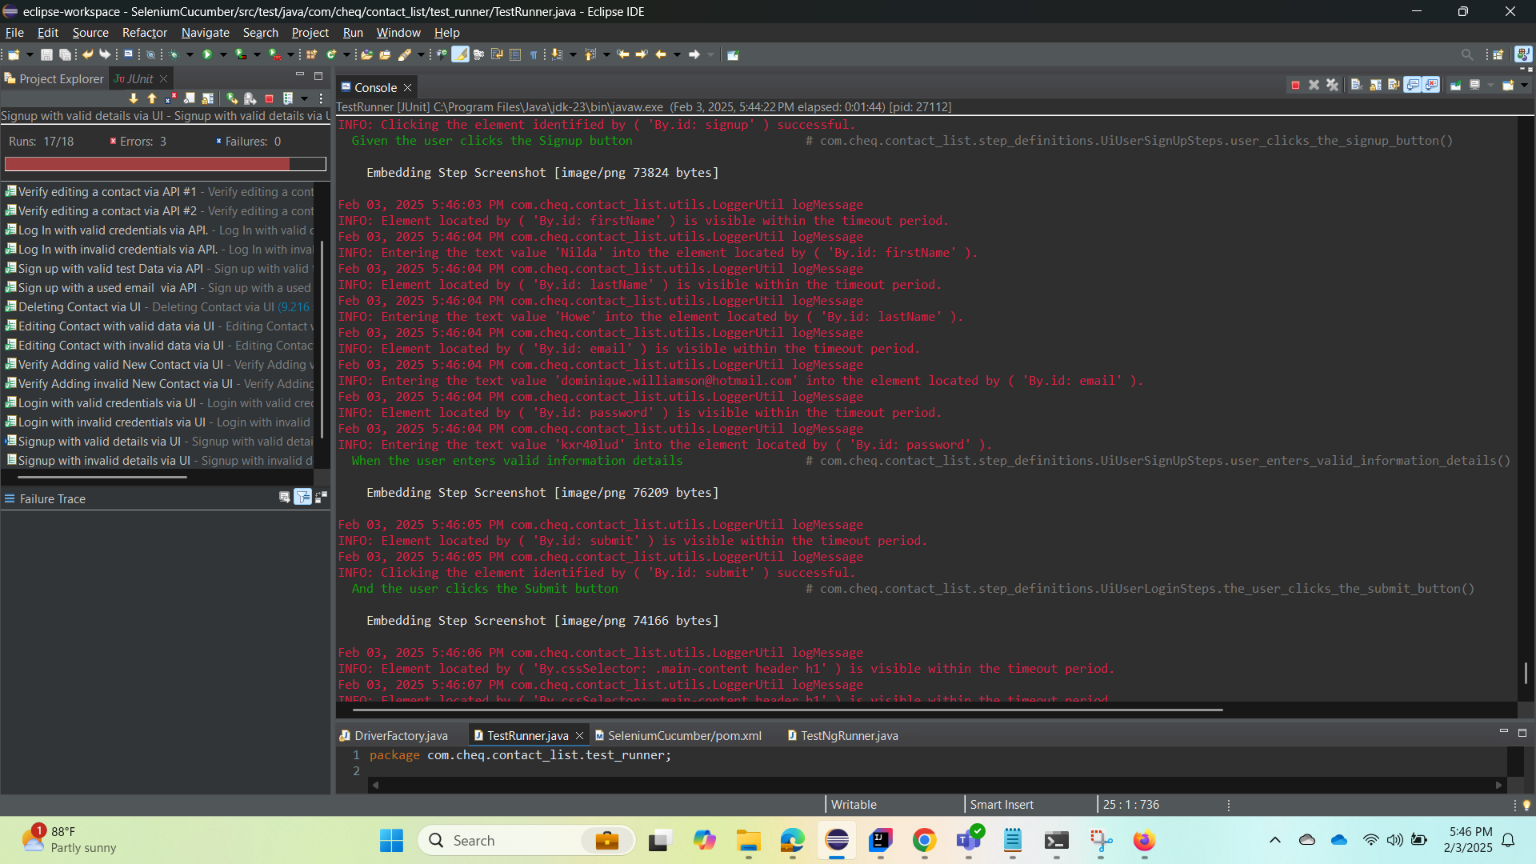 eclipse-workspace - SeleniumCucumber/src/test/java/com/cheq/contact_list/test_runner/TestRunner.java - Eclipse IDE
File Edit Source Refactor Navigate Search Project Run Window Help
Project Explorer JUnit
Signup with valid details via UI - Signup with valid details via U
Runs: 17/18 Errors: 3 Failures: 0
Verify editing a contact via API #1 - Verify editing a cont
Verify editing a contact via API #2 - Verify editing a cont
Log In with valid credentials via API. - Log In with valid c
Log In with invalid credentials via API. - Log In with inva
Sign up with valid test Data via API - Sign up with valid
Sign up with a used email via API - Sign up with a used
Deleting Contact via UI - Deleting Contact via UI (9.216
Editing Contact with valid data via UI - Editing Contact v
Editing Contact with invalid data via UI - Editing Contac
Verify Adding valid New Contact via UI - Verify Adding v
Verify Adding invalid New Contact via UI - Verify Adding
Login with valid credentials via UI - Login with valid cred
Login with invalid credentials via UI - Login with invalid
Signup with valid details via UI - Signup with valid detai
Signup with invalid details via UI - Signup with invalid d
Failure Trace
Console
TestRunner [JUnit] C:\Program Files\Java\jdk-23\bin\javaw.exe (Feb 3, 2025, 5:44:22 PM elapsed: 0:01:44) [pid: 27112]
INFO: Clicking the element identified by ( 'By.id: signup' ) successful.
Given the user clicks the Signup button # com.cheq.contact_list.step_definitions.UiUserSignUpSteps.user_clicks_the_signup_button()
Embedding Step Screenshot [image/png 73824 bytes]
Feb 03, 2025 5:46:03 PM com.cheq.contact_list.utils.LoggerUtil logMessage
INFO: Element located by ( 'By.id: firstName' ) is visible within the timeout period.
Feb 03, 2025 5:46:04 PM com.cheq.contact_list.utils.LoggerUtil logMessage
INFO: Entering the text value 'Nilda' into the element located by ( 'By.id: firstName' ).
Feb 03, 2025 5:46:04 PM com.cheq.contact_list.utils.LoggerUtil logMessage
INFO: Element located by ( 'By.id: lastName' ) is visible within the timeout period.
Feb 03, 2025 5:46:04 PM com.cheq.contact_list.utils.LoggerUtil logMessage
INFO: Entering the text value 'Howe' into the element located by ( 'By.id: lastName' ).
Feb 03, 2025 5:46:04 PM com.cheq.contact_list.utils.LoggerUtil logMessage
INFO: Element located by ( 'By.id: email' ) is visible within the timeout period.
Feb 03, 2025 5:46:04 PM com.cheq.contact_list.utils.LoggerUtil logMessage
INFO: Entering the text value 'dominique.williamson@hotmail.com' into the element located by ( 'By.id: email' ).
Feb 03, 2025 5:46:04 PM com.cheq.contact_list.utils.LoggerUtil logMessage
INFO: Element located by ( 'By.id: password' ) is visible within the timeout period.
Feb 03, 2025 5:46:04 PM com.cheq.contact_list.utils.LoggerUtil logMessage
INFO: Entering the text value 'kxr40lud' into the element located by ( 'By.id: password' ).
When the user enters valid information details # com.cheq.contact_list.step_definitions.UiUserSignUpSteps.user_enters_valid_information_details()
Embedding Step Screenshot [image/png 76209 bytes]
Feb 03, 2025 5:46:05 PM com.cheq.contact_list.utils.LoggerUtil logMessage
INFO: Element located by ( 'By.id: submit' ) is visible within the timeout period.
Feb 03, 2025 5:46:05 PM com.cheq.contact_list.utils.LoggerUtil logMessage
INFO: Clicking the element identified by ( 'By.id: submit' ) successful.
And the user clicks the Submit button # com.cheq.contact_list.step_definitions.UiUserLoginSteps.the_user_clicks_the_submit_button()
Embedding Step Screenshot [image/png 74166 bytes]
Feb 03, 2025 5:46:06 PM com.cheq.contact_list.utils.LoggerUtil logMessage
INFO: Element located by ( 'By.cssSelector: .main-content header h1' ) is visible within the timeout period.
Feb 03, 2025 5:46:07 PM com.cheq.contact_list.utils.LoggerUtil logMessage
INFO: Element located by ( 'By.cssSelector: .main-content header h1' ) is visible within the timeout period.
DriverFactory.java TestRunner.java SeleniumCucumber/pom.xml TestNgRunner.java
1 package com.cheq.contact_list.test_runner;
2
Writable Smart Insert 25 : 1 : 736
1 88°F
Partly sunny
Search
5:46 PM
2/3/2025